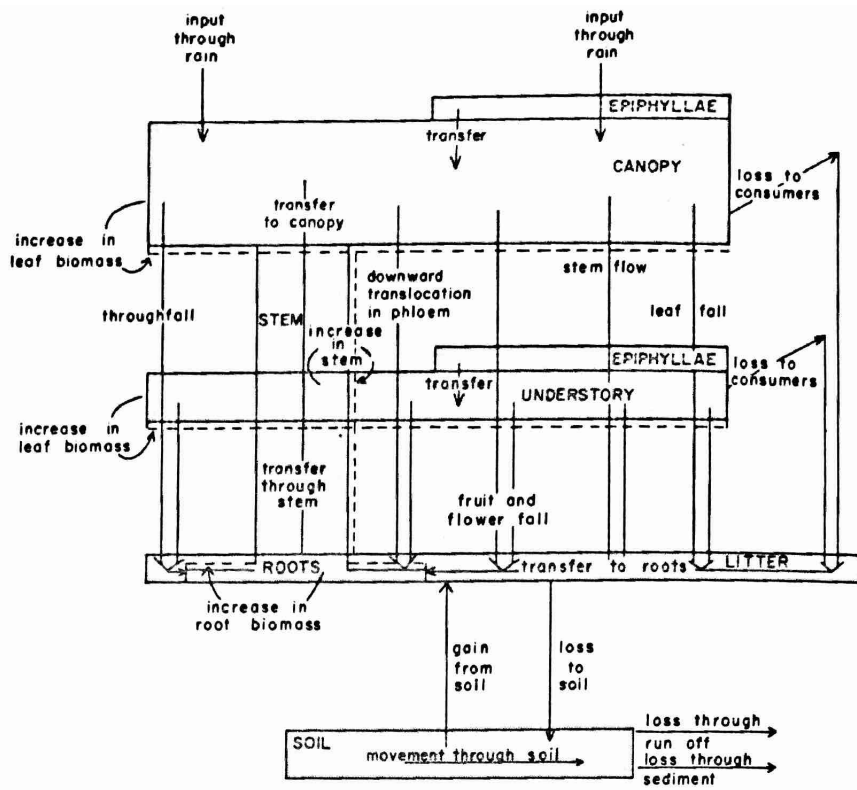 input
through
rain
input
through
rain
EPIPHYLLAE
transfer
CANOPY
loss to
consumers
transfer
to canopy
increase in
leaf biomass
stem flow
downward
translocation
in phloem
throughfall
STEM
leaf fall
increase
in
stem
EPIPHYLLAE
loss to
consumers
transfer
UNDERSTORY
increase in
leaf biomass
transfer
through
stem
fruit and
flower fall
ROOTS
transfer to roots
LITTER
increase in
root biomass
gain
from
soil
loss
to
soil
SOIL
movement through soil
loss through
run off
loss through
sediment